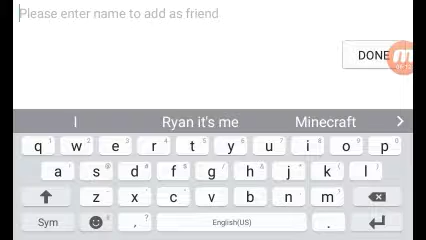 Please enter name to add as friend
DONE
I Ryan it's me Minecraft
q w e r t y u i o p
a s d f g h j k l
z x c v b n m
Sym , ? English(US) .